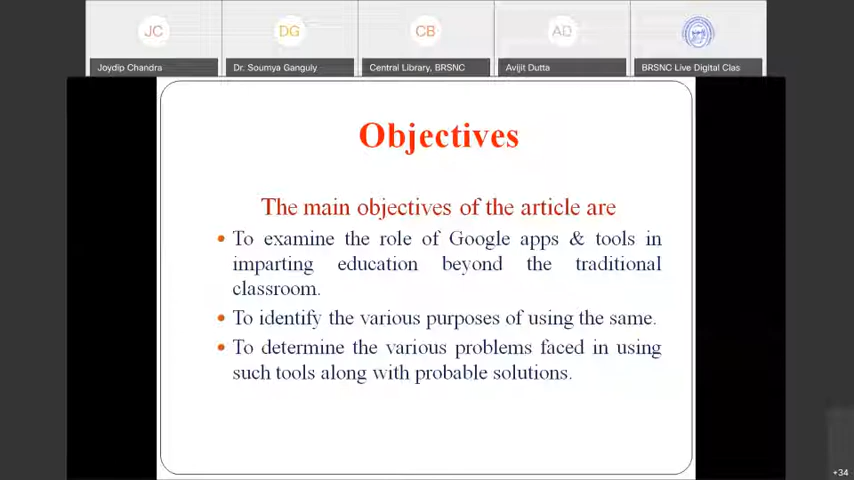 JC
DG
CB
AD
Joydip Chandra
Dr. Soumya Ganguly
Central Library, BRSNC
Avijit Dutta
BRSNC Live Digital Clas
Objectives
The main objectives of the article are
• To examine the role of Google apps & tools in
imparting education beyond the traditional
classroom.
• To identify the various purposes of using the same.
• To determine the various problems faced in using
such tools along with probable solutions.
+34